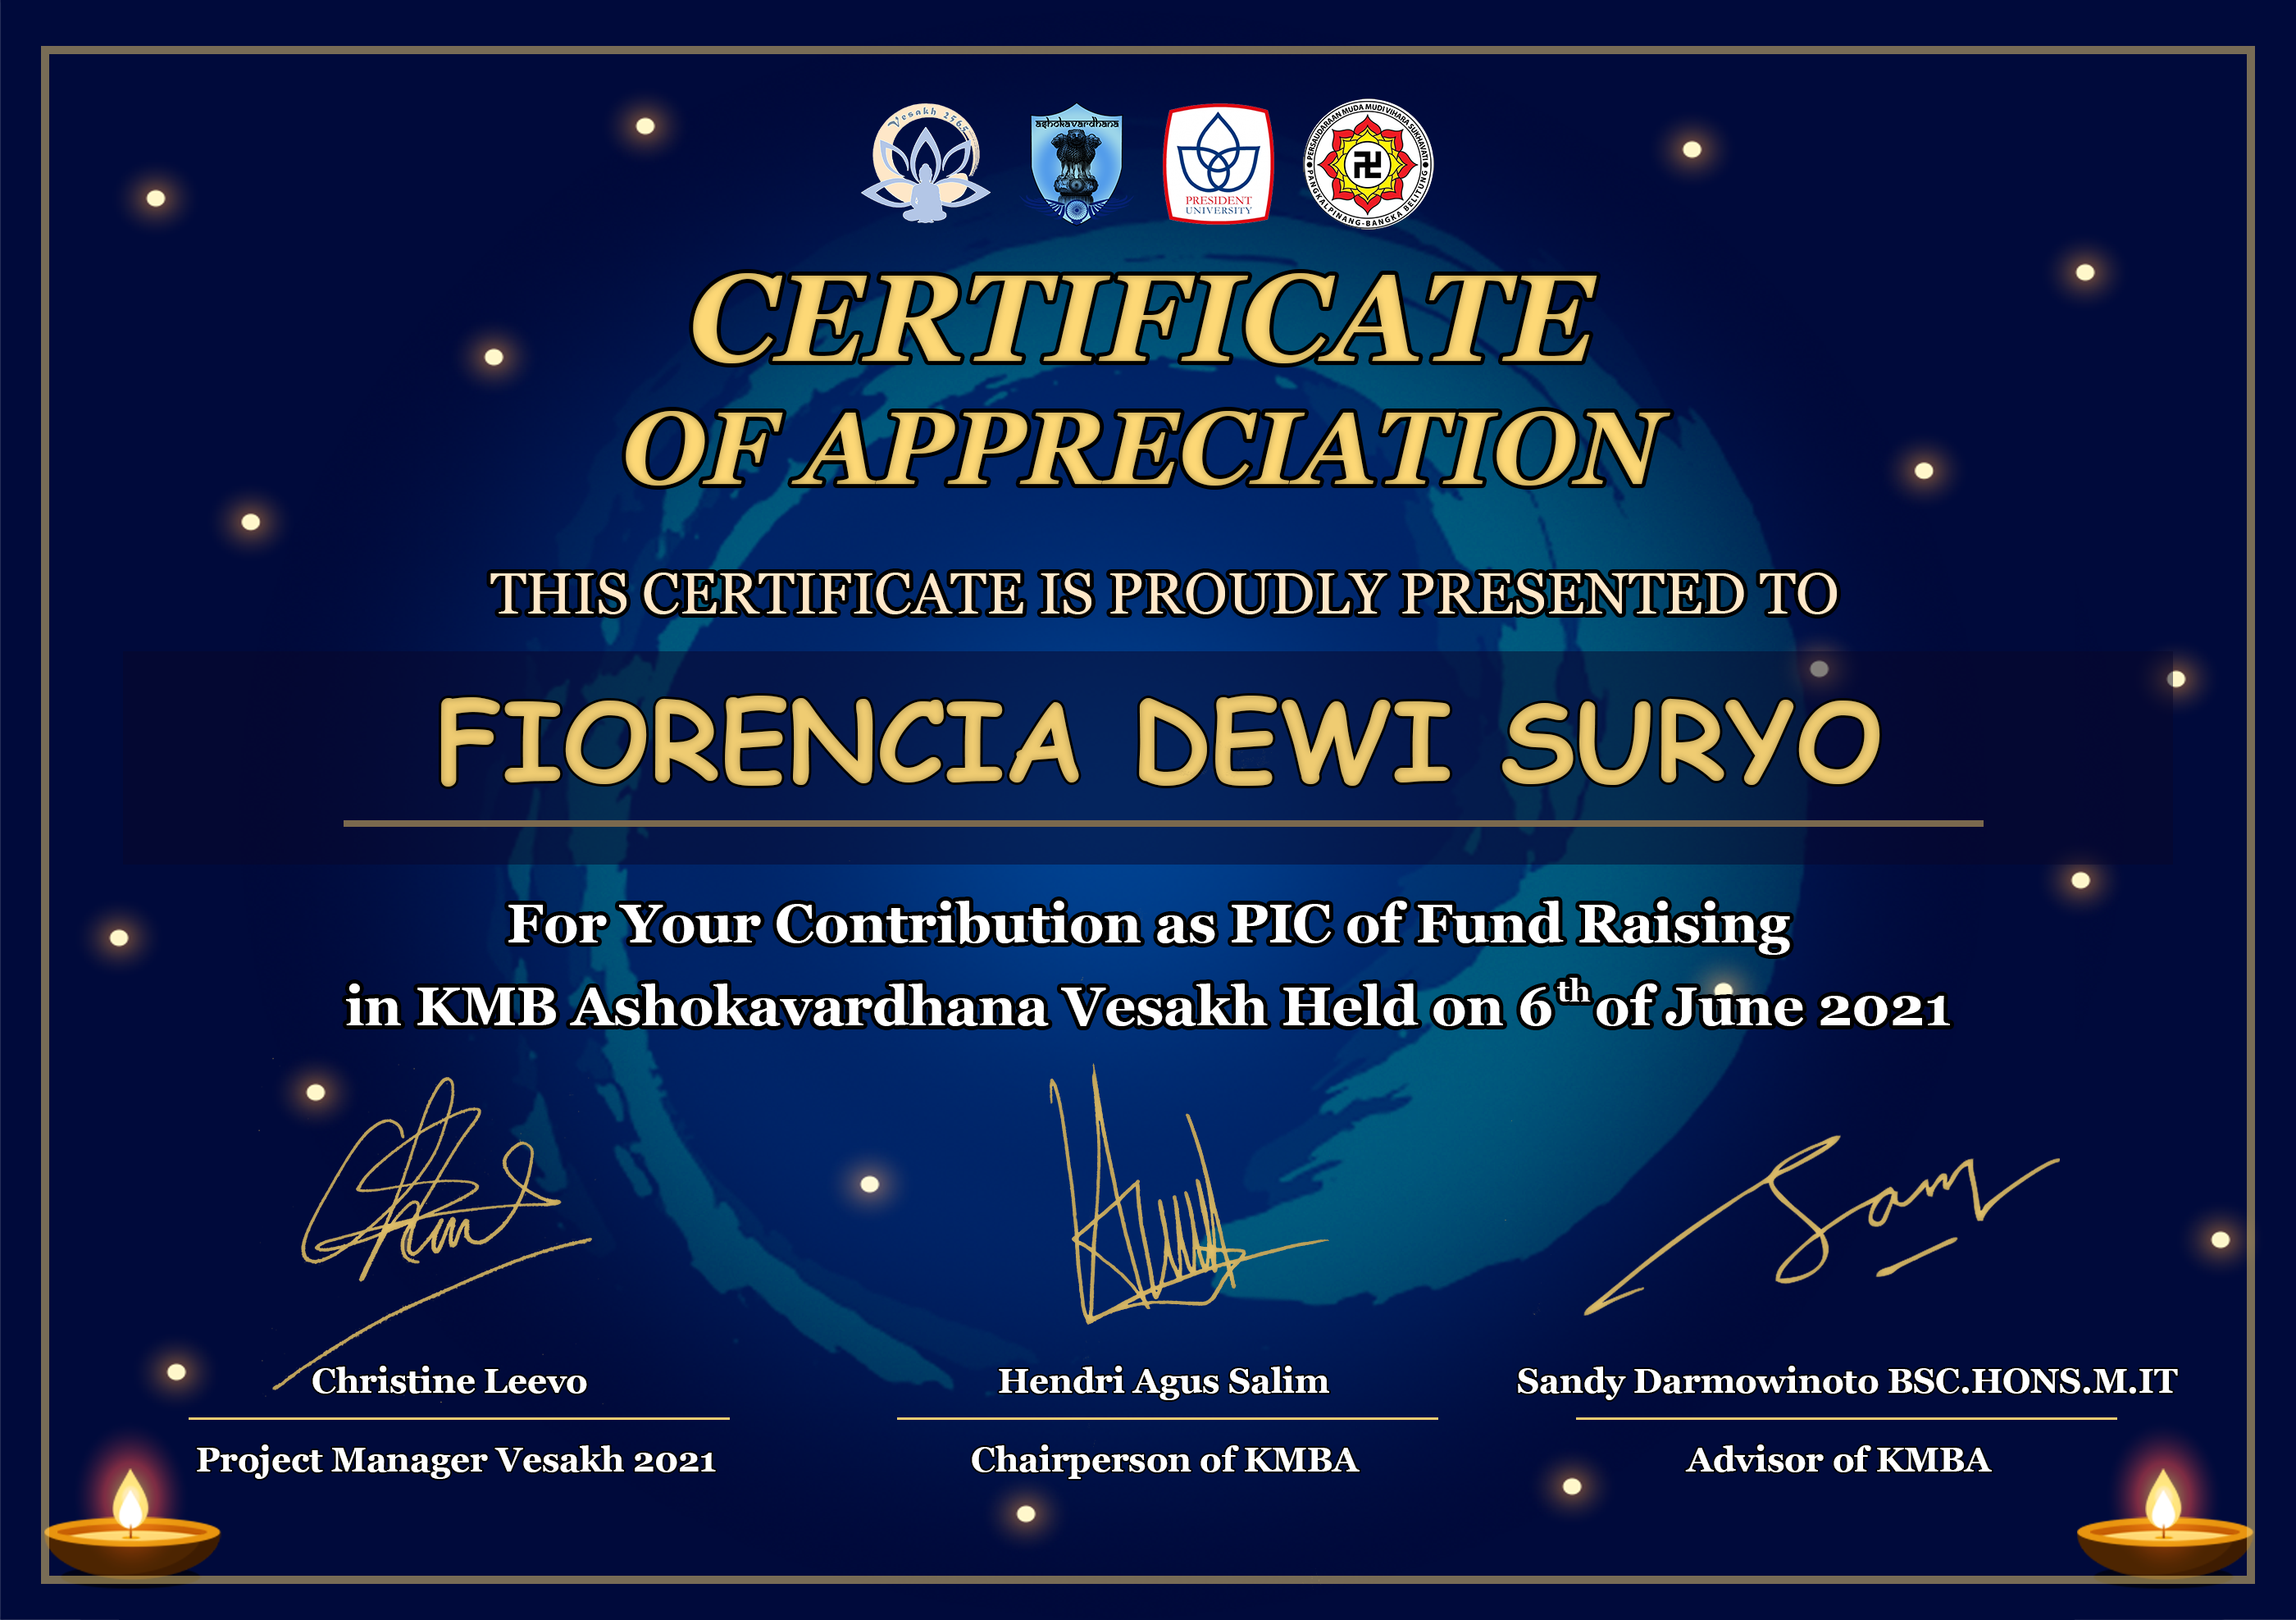 Vesakh 2565
ashokavardhana
PRESIDENT
UNIVERSITY
PERSAUDARAAN MUDA MUDI VIHARA SUKHAVATI
PANGKALPINANG-BANGKA BELITUNG
CERTIFICATE
OF APPRECIATION
THIS CERTIFICATE IS PROUDLY PRESENTED TO
FIORENCIA DEWI SURYO
For Your Contribution as PIC of Fund Raising
in KMB Ashokavardhana Vesakh Held on 6th of June 2021
Christine Leevo
Hendri Agus Salim
Sandy Darmowinoto BSC.HONS.M.IT
Project Manager Vesakh 2021
Chairperson of KMBA
Advisor of KMBA